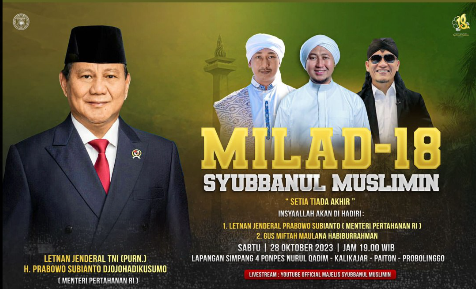 MILAD-18
SYUBBANUL MUSLIMIN
" SETIA TIADA AKHIR "
INSYAALLAH AKAN DI HADIRI :
1. LETNAN JENDERAL PRABOWO SUBIANTO ( MENTERI PERTAHANAN RI )
2. GUS MIFTAH MAULANA HABIBURRAHMAN
SABTU | 28 OKTOBER 2023 | JAM 19.00 WIB
LAPANGAN SIMPANG 4 PONPES NURUL QADIM - KALIKAJAR - PAITON - PROBOLINGGO
LIVESTREAM : YOUTUBE OFFICIAL MAJELIS SYUBBANUL MUSLIMIN
LETNAN JENDERAL TNI (PURN.)
H. PRABOWO SUBIANTO DJOJOHADIKUSUMO
( MENTERI PERTAHANAN RI )